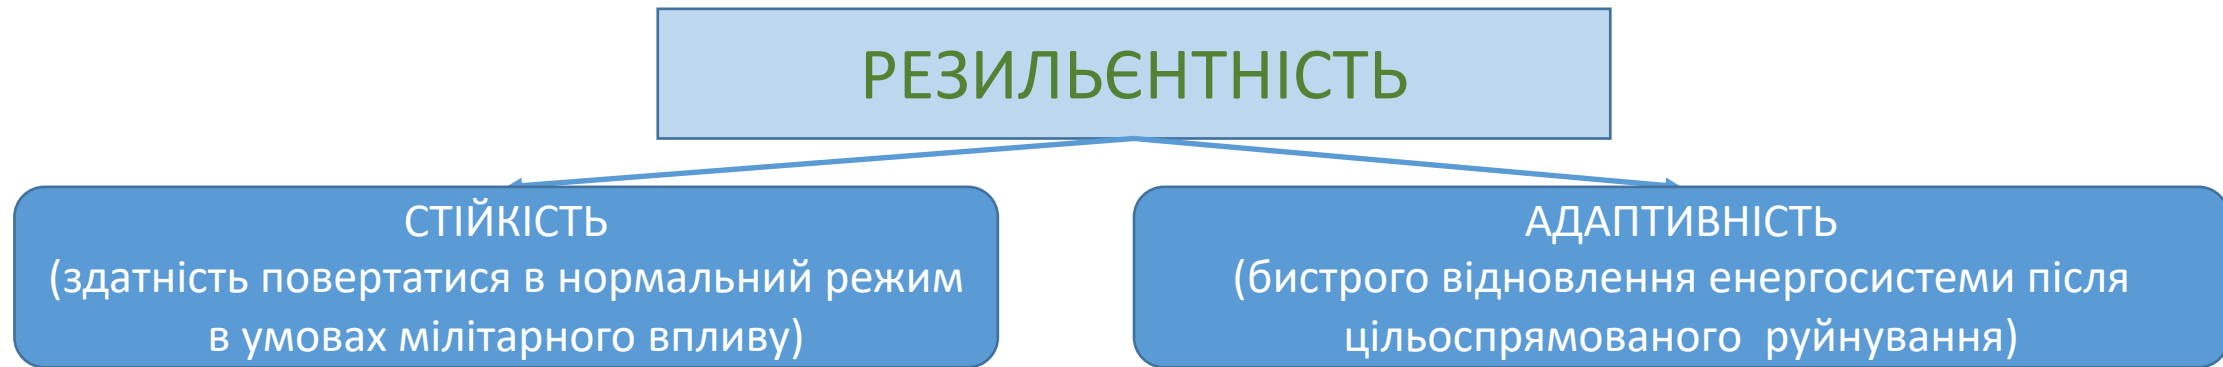 РЕЗИЛЬЄНТНІСТЬ
СТІЙКІСТЬ
(здатність повертатися в нормальний режим
в умовах мілітарного впливу)
АДАПТИВНІСТЬ
(бистрого відновлення енергосистеми після
цільоспрямованого руйнування)